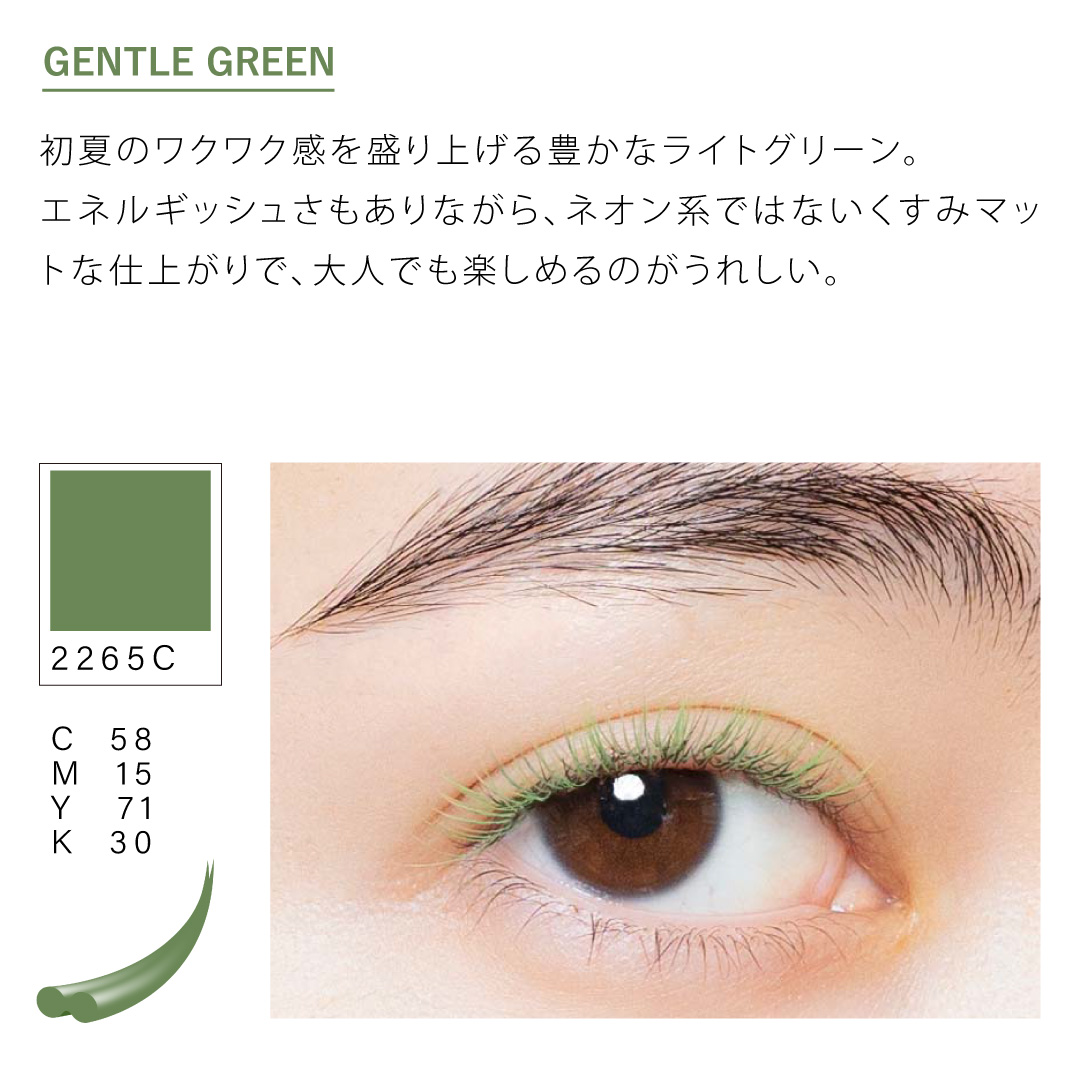 GENTLE GREEN
初夏のワクワク感を盛り上げる豊かなライトグリーン。
エネルギッシュさもありながら、ネオン系ではないくすみマッ
トな仕上がりで、大人でも楽しめるのがうれしい。
2265C
C 58
M 15
Y 71
K 30